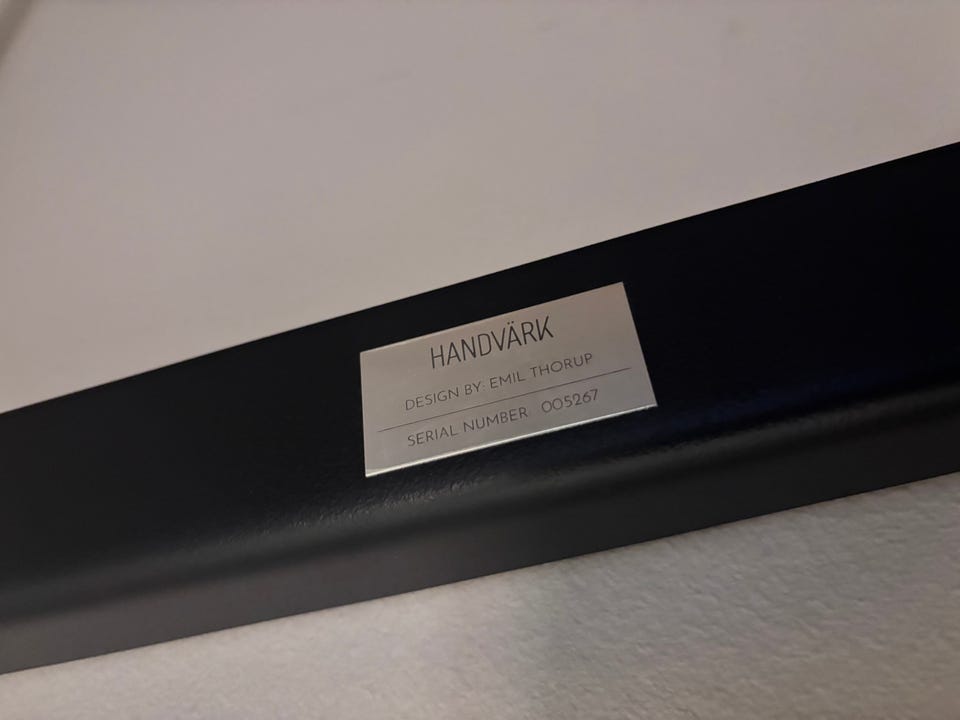 HANDVÄRK
DESIGN BY: EMIL THORUP
SERIAL NUMBER 005267